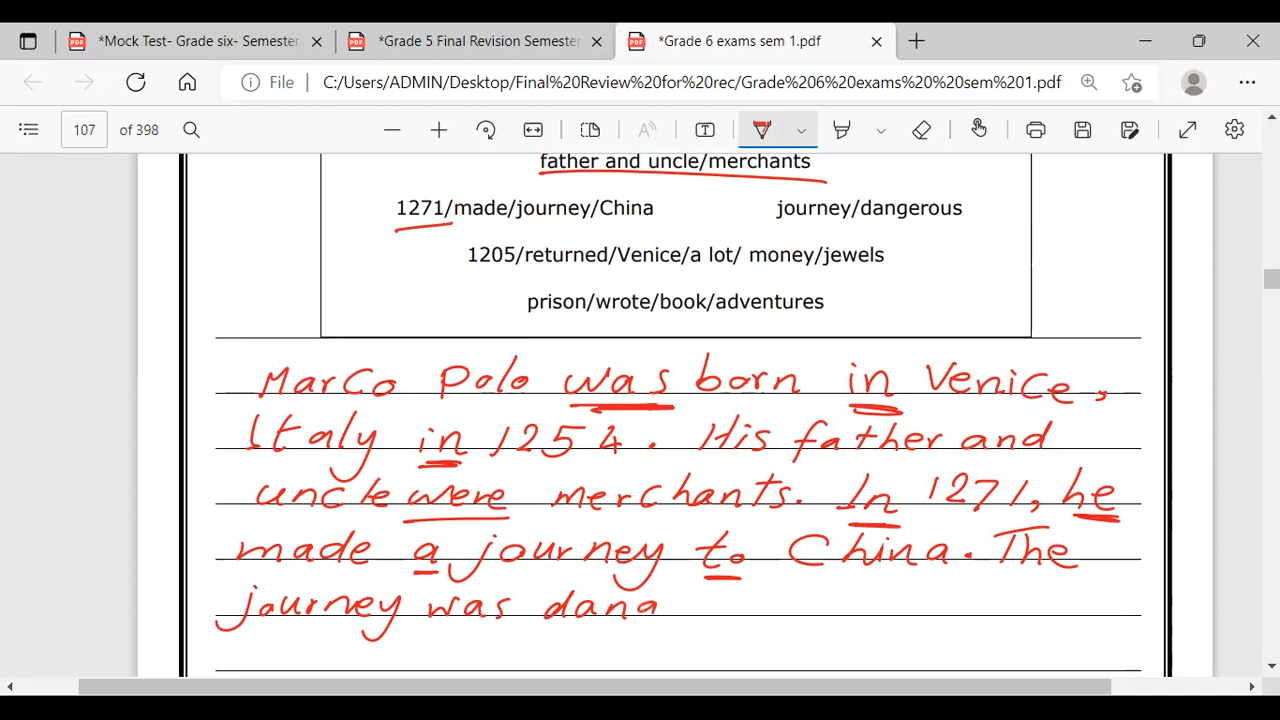 *Mock Test- Grade six- Semester
*Grade 5 Final Revision Semester
*Grade 6 exams sem 1.pdf
File
C:/Users/ADMIN/Desktop/Final%20Review%20for%20rec/Grade%206%20exams%20%20sem%201.pdf
107 of 398
father and uncle/merchants
1271/made/journey/China journey/dangerous
1205/returned/Venice/a lot/ money/jewels
prison/wrote/book/adventures
Marco Polo was born in Venice,
Italy in 1254. His father and
uncle were merchants. In 1271, he
made a journey to China. The
journey was dana